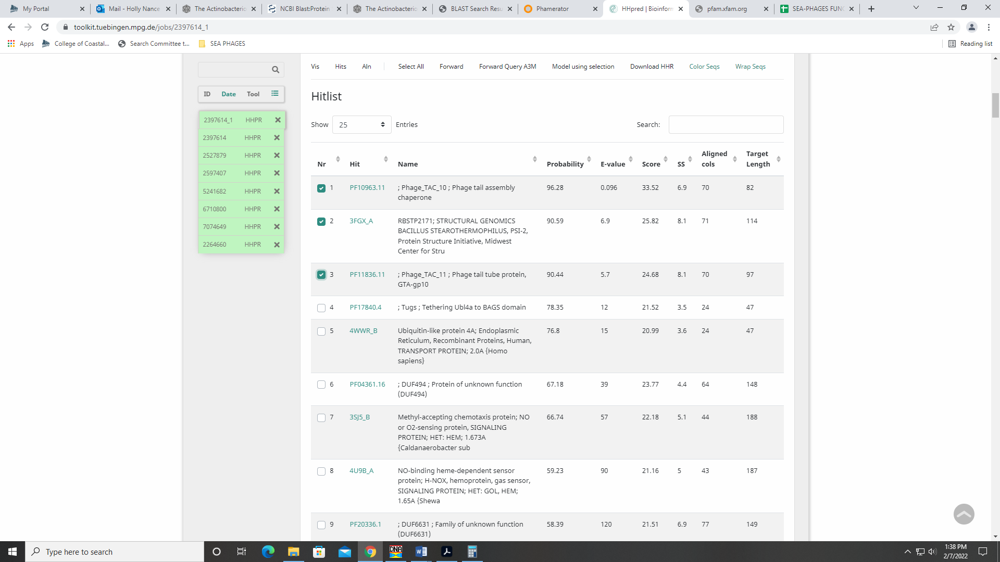 My Portal
Mail - Holly Nance
The Actinobacterio
NCBI Blast:Protein
The Actinobacterio
BLAST Search Resu
Phamerator
HHpred | Bioinforn
pfam.xfam.org
SEA-PHAGES FUNC
toolkit.tuebingen.mpg.de/jobs/2397614_1
Apps
College of Coastal...
Search Committee t...
SEA PHAGES
Reading list
Vis Hits Aln Select All Forward Forward Query A3M Model using selection Download HHR Color Seqs Wrap Seqs
ID Date Tool
2397614_1 HHPR
2397614 HHPR
2527879 HHPR
2597407 HHPR
5241682 HHPR
6710800 HHPR
7074649 HHPR
2264660 HHPR
Hitlist
Show 25 Entries Search:
Nr Hit Name Probability E-value Score SS Aligned cols Target Length
1 PF10963.11 ; Phage_TAC_10 ; Phage tail assembly 96.28 0.096 33.52 6.9 70 82
chaperone
2 3FGX_A RBSTP2171; STRUCTURAL GENOMICS 90.59 6.9 25.82 8.1 71 114
BACILLUS STEAROTHERMOPHILUS, PSI-2,
Protein Structure Initiative, Midwest
Center for Stru
3 PF11836.11 ; Phage_TAC_11 ; Phage tail tube protein, 90.44 5.7 24.68 8.1 70 97
GTA-gp10
4 PF17840.4 ; Tugs ; Tethering Ubl4a to BAGS domain 78.35 12 21.52 3.5 24 47
5 4WWR_B Ubiquitin-like protein 4A; Endoplasmic 76.8 15 20.99 3.6 24 47
Reticulum, Recombinant Proteins, Human,
TRANSPORT PROTEIN; 2.0A {Homo
sapiens}
6 PF04361.16 ; DUF494 ; Protein of unknown function 67.18 39 23.77 4.4 64 148
(DUF494)
7 3SJ5_B Methyl-accepting chemotaxis protein; NO 66.74 57 22.18 5.1 44 188
or O2-sensing protein, SIGNALING
PROTEIN; HET: HEM; 1.673A
{Caldanaerobacter sub
8 4U9B_A NO-binding heme-dependent sensor 59.23 90 21.16 5 43 187
protein; H-NOX, hemoprotein, gas sensor,
SIGNALING PROTEIN; HET: GOL, HEM;
1.65A {Shewa
9 PF20336.1 ; DUF6631 ; Family of unknown function 58.39 120 21.51 6.9 77 149
(DUF6631)
Type here to search
DNA
1:38 PM
2/7/2022